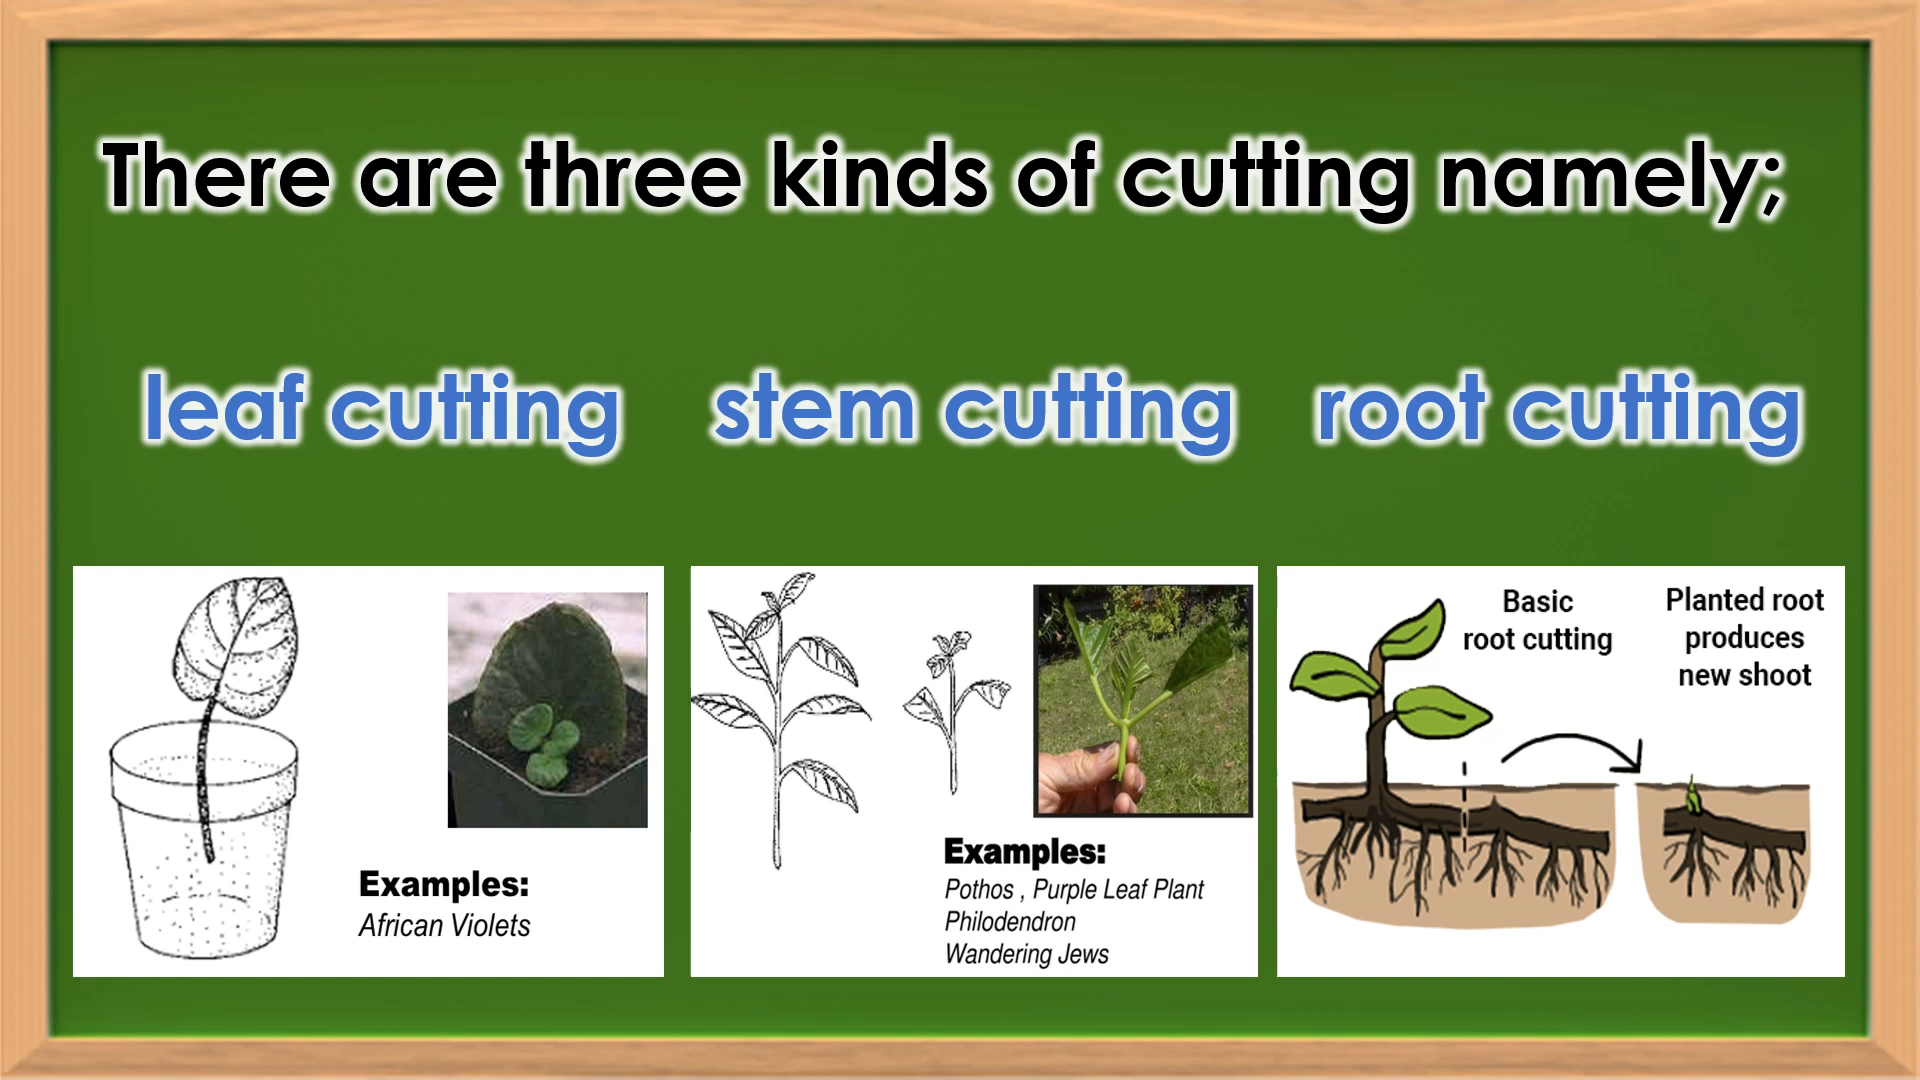 There are three kinds of cutting namely;
leaf cutting
stem cutting
root cutting
Examples:
African Violets
Examples:
Pothos , Purple Leaf Plant
Philodendron
Wandering Jews
Basic
root cutting
Planted root
produces
new shoot